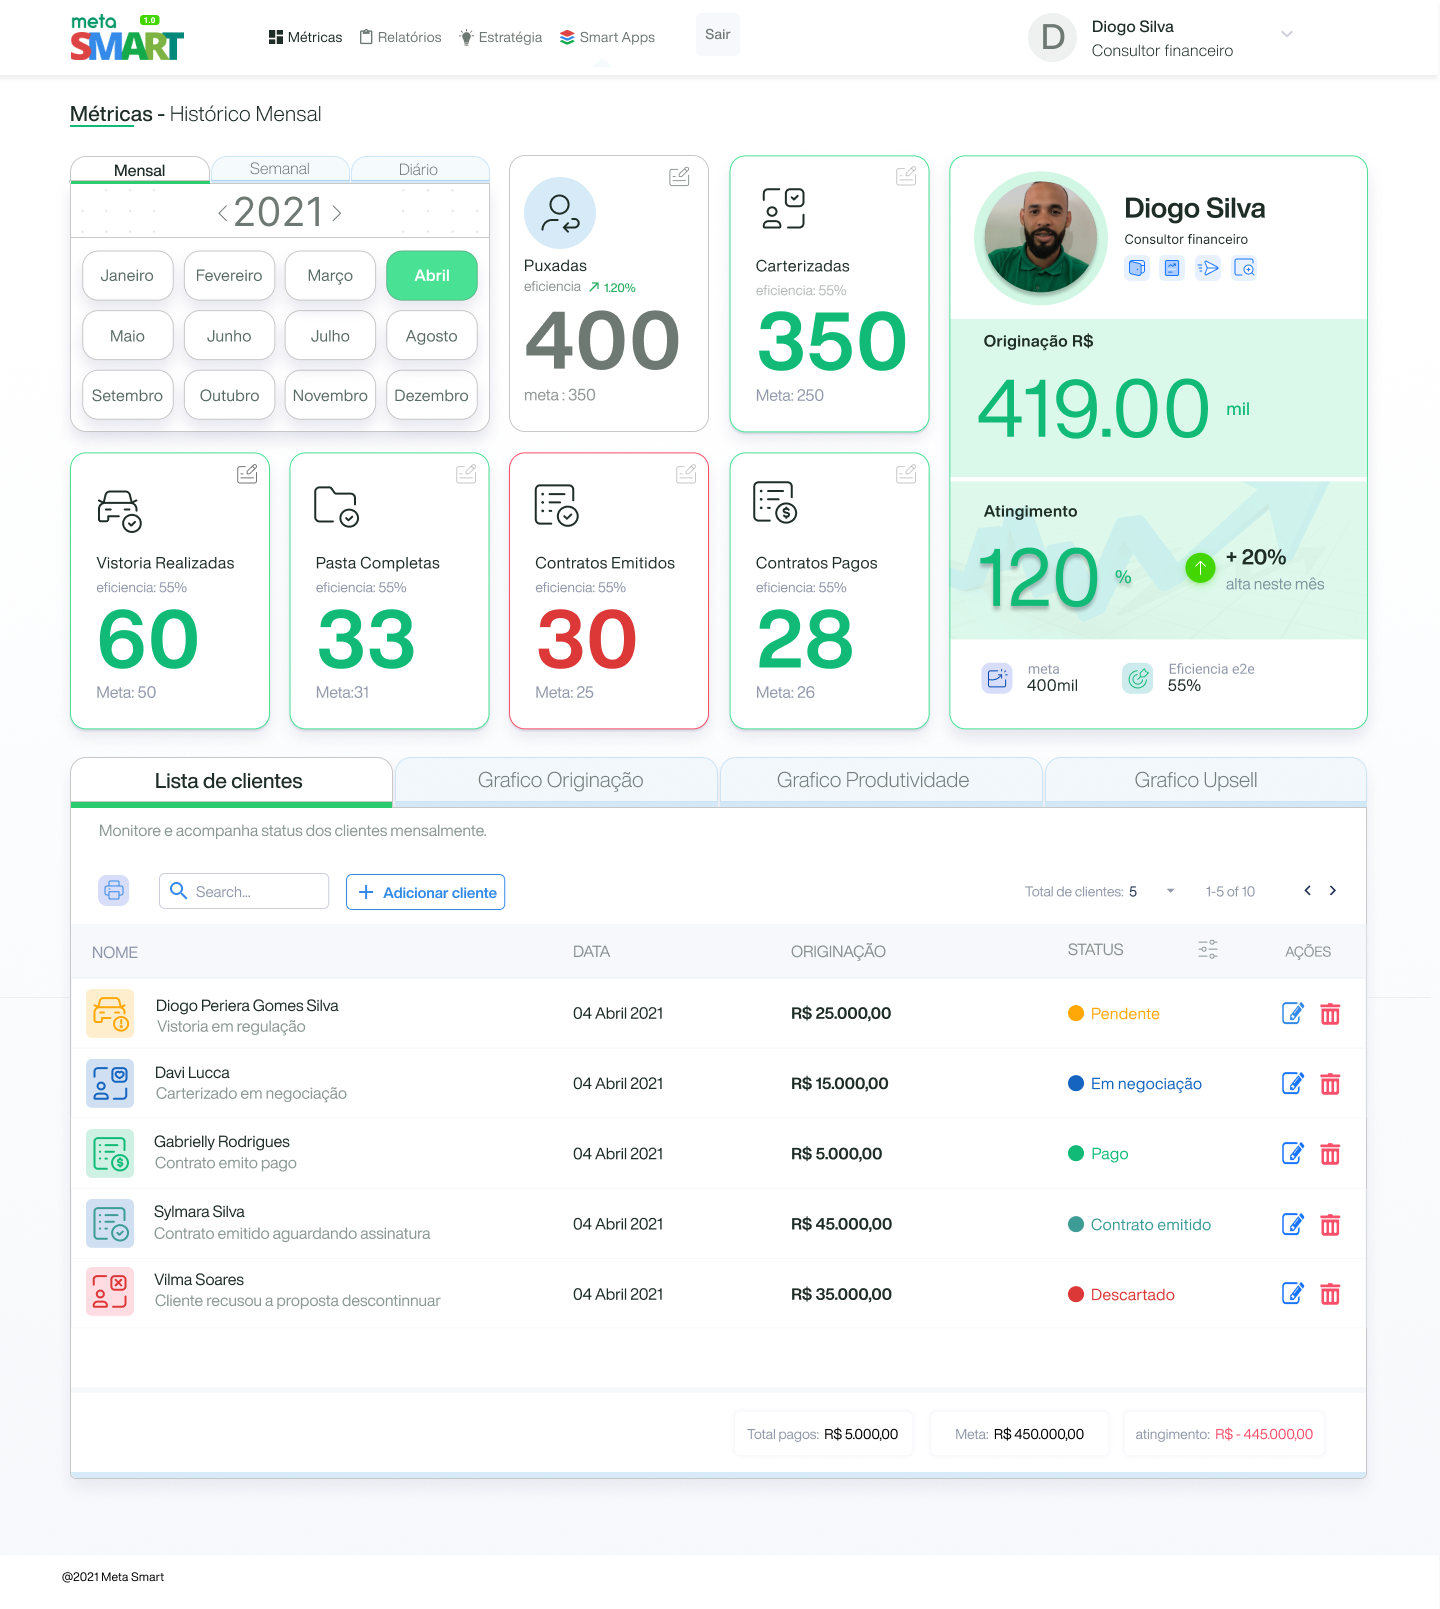 meta 1.0
SMART
Métricas
Relatórios
Estratégia
Smart Apps
Sair
D
Diogo Silva
Consultor financeiro
Métricas - Histórico Mensal
Mensal
Semanal
Diário
2021
Janeiro
Fevereiro
Março
Abril
Maio
Junho
Julho
Agosto
Setembro
Outubro
Novembro
Dezembro
Puxadas
eficiencia 1.20%
400
meta : 350
Carterizadas
eficiencia: 55%
350
Meta: 250
Diogo Silva
Consultor financeiro
Originação R$
419.00 mil
Atingimento
120 %
+ 20%
alta neste mês
meta
400mil
Eficiencia e2e
55%
Vistoria Realizadas
eficiencia: 55%
60
Meta: 50
Pasta Completas
eficiencia: 55%
33
Meta:31
Contratos Emitidos
eficiencia: 55%
30
Meta: 25
Contratos Pagos
eficiencia: 55%
28
Meta: 26
Lista de clientes
Grafico Originação
Grafico Produtividade
Grafico Upsell
Monitore e acompanha status dos clientes mensalmente.
Search...
Adicionar cliente
Total de clientes: 5
1-5 of 10
NOME DATA ORIGINAÇÃO STATUS AÇÕES
Diogo Periera Gomes Silva
Vistoria em regulação
04 Abril 2021
R$ 25.000,00
Pendente
Davi Lucca
Carterizado em negociação
04 Abril 2021
R$ 15.000,00
Em negociação
Gabrielly Rodrigues
Contrato emito pago
04 Abril 2021
R$ 5.000,00
Pago
Sylmara Silva
Contrato emitido aguardando assinatura
04 Abril 2021
R$ 45.000,00
Contrato emitido
Vilma Soares
Cliente recusou a proposta descontinnuar
04 Abril 2021
R$ 35.000,00
Descartado
Total pagos: R$ 5.000,00
Meta: R$ 450.000,00
atingimento: R$ - 445.000,00
@2021 Meta Smart